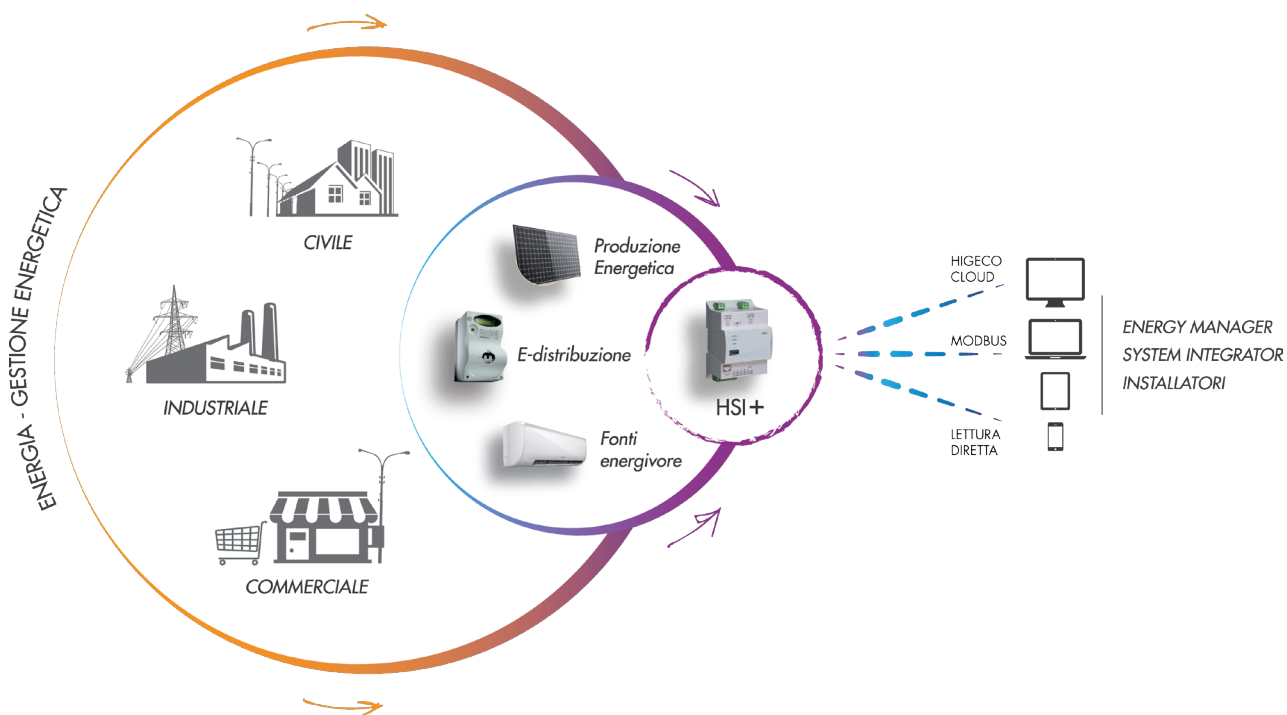 ENERGIA - GESTIONE ENERGETICA
CIVILE
INDUSTRIALE
COMMERCIALE
Produzione
Energetica
E-distribuzione
Fonti
energivore
HSI+
HIGECO
CLOUD
MODBUS
LETTURA
DIRETTA
ENERGY MANAGER
SYSTEM INTEGRATOR
INSTALLATORI